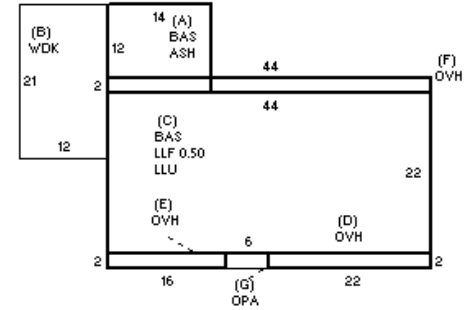 (B)
WDK
14 (A)
BAS
ASH
12
44
(F)
OVH
21
2
44
(C)
BAS
LLF 0.50
LLU
12
22
(E)
OVH
6
(D)
OVH
2
2
16
(G)
OPA
22